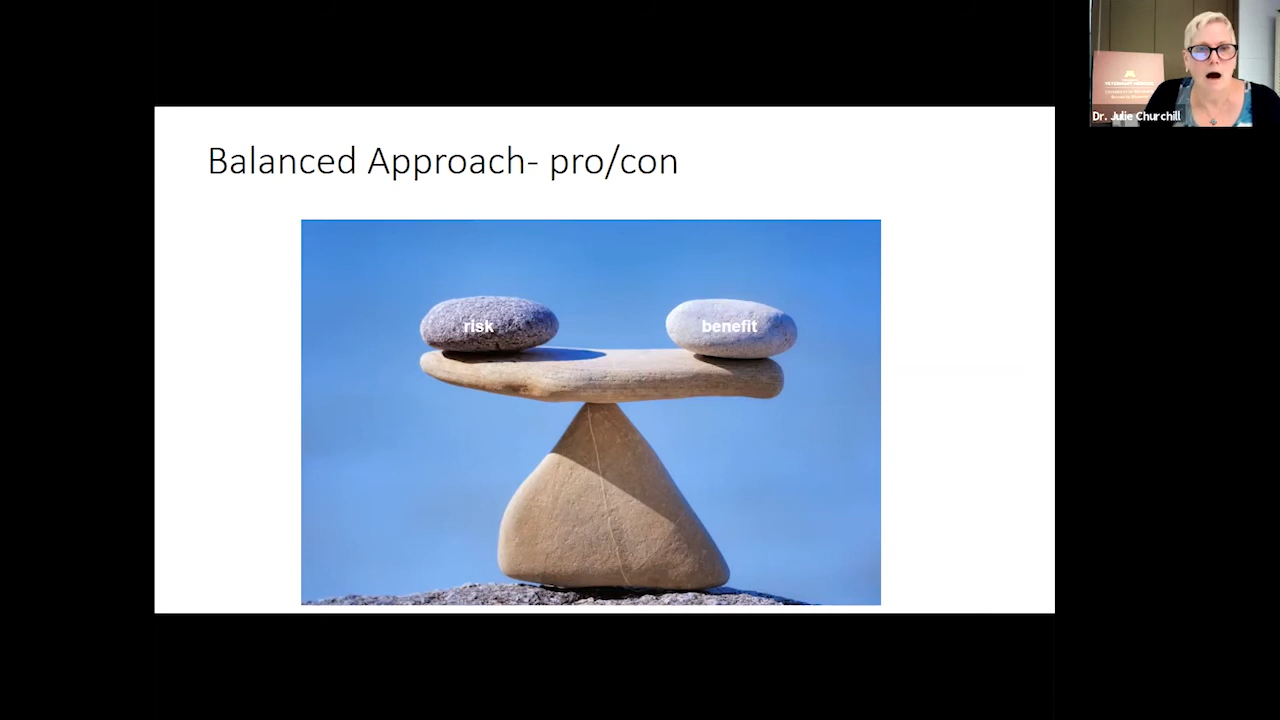 Balanced Approach- pro/con
risk
benefit
Dr. Julie Churchill